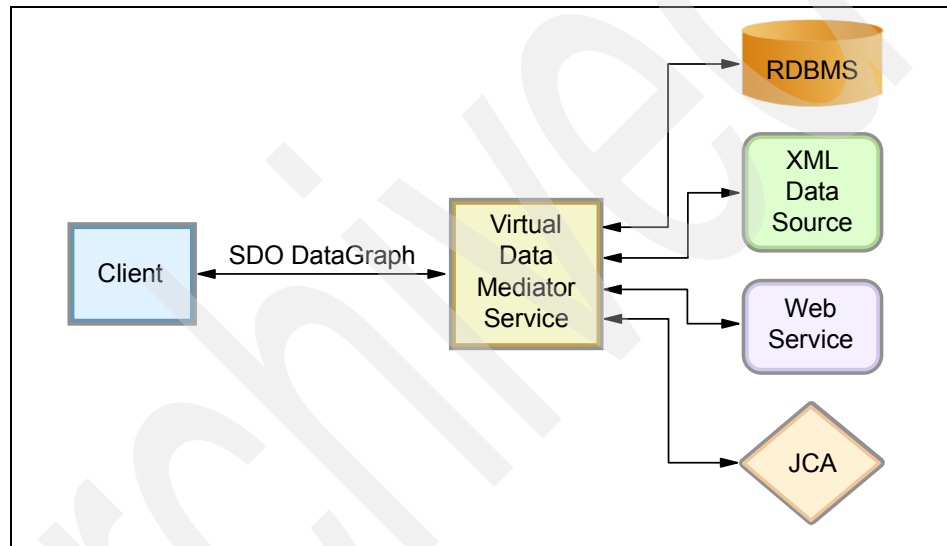 Client
SDO DataGraph
Virtual
Data
Mediator
Service
RDBMS
XML
Data
Source
Web
Service
JCA